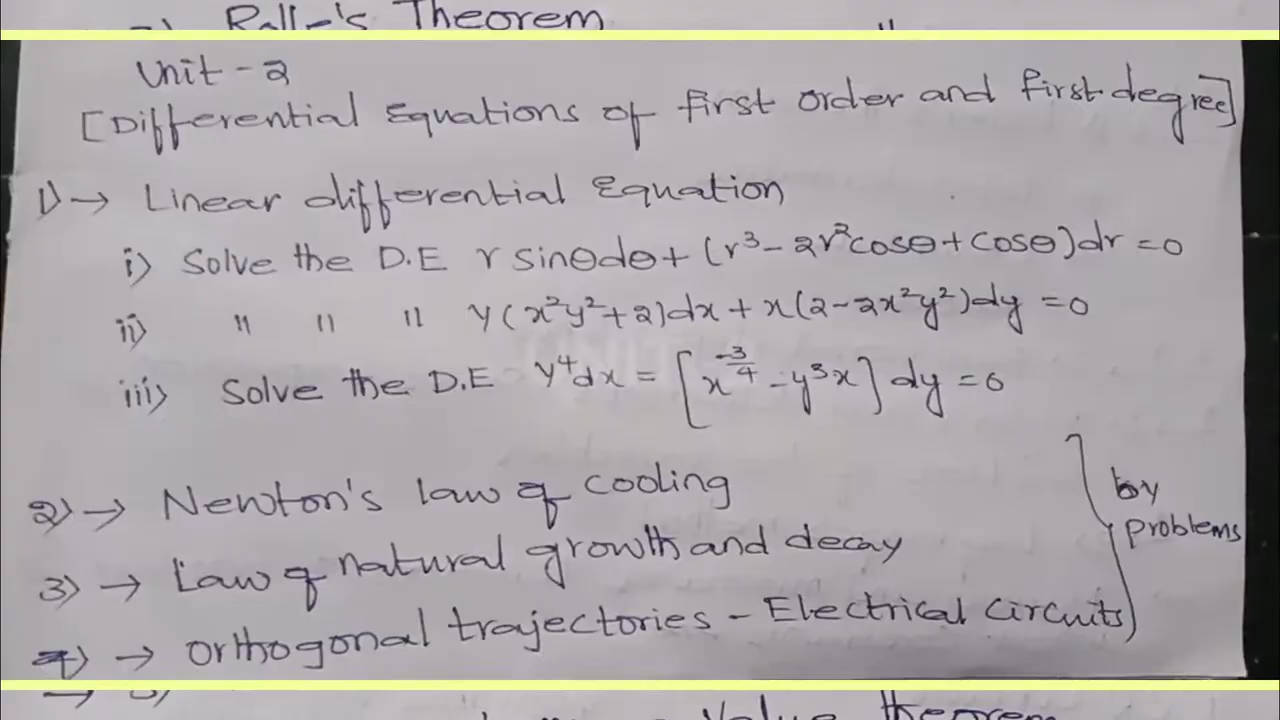 Rolle's Theorem "
Unit-2
[Differential Equations of first order and first degree]
1) → Linear differential Equation
i) Solve the D.E r sinθdθ + (r³ - 2r²cosθ + cosθ)dr = 0
ii) " " " y(x²y²+2)dx + x(2-2x²y²)dy = 0
iii) Solve the D.E y⁴dx = [x^(-3/4) - y³x] dy = 0
2) → Newton's law of cooling
by
3) → Law of natural growth and decay
problems
4) → Orthogonal trajectories - Electrical circuits
Value theorem